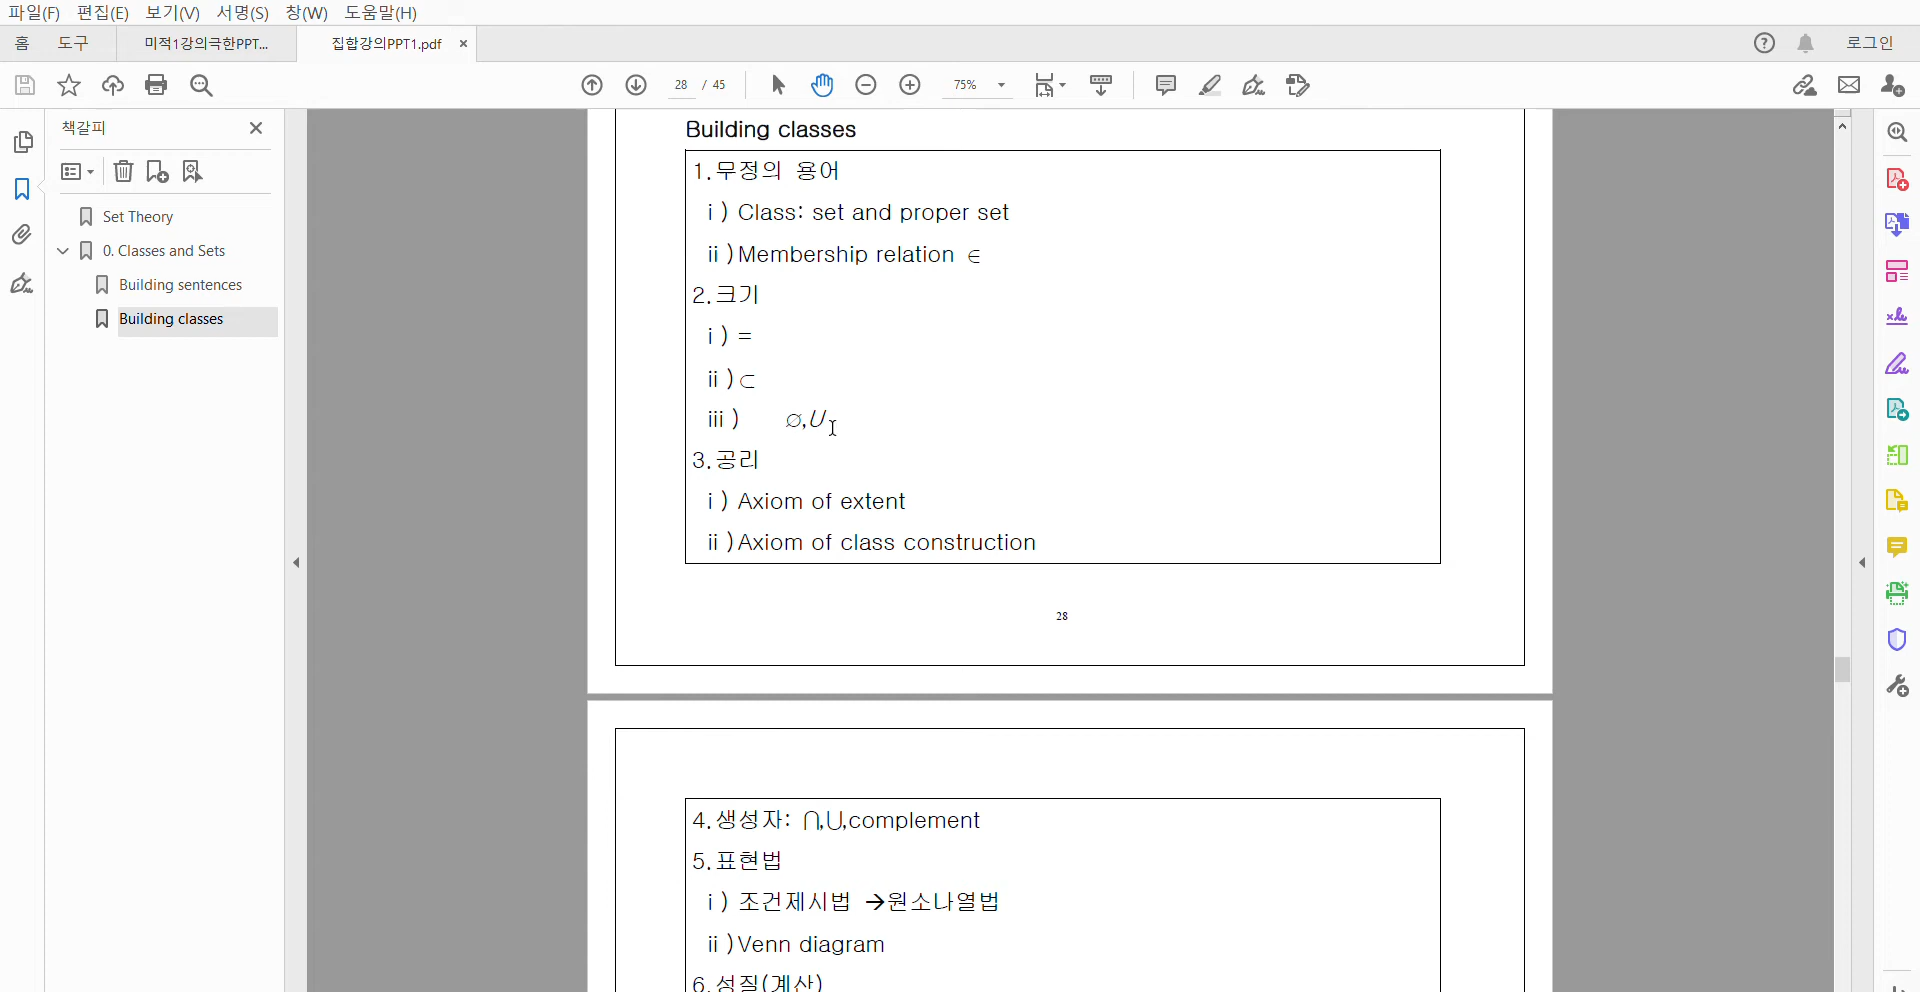 파일(F) 편집(E) 보기(V) 서명(S) 창(W) 도움말(H)
홈 도구 미적1강의극한PPT... 집합강의PPT1.pdf × 로그인
28 / 45 75%
책갈피
Set Theory
0. Classes and Sets
Building sentences
Building classes
Building classes
1.무정의 용어
ⅰ) Class: set and proper set
ⅱ) Membership relation ∈
2.크기
ⅰ) =
ⅱ) ⊂
ⅲ) ∅,U
3.공리
ⅰ) Axiom of extent
ⅱ) Axiom of class construction
28
4.생성자: ⋂,⋃,complement
5.표현법
ⅰ) 조건제시법 →원소나열법
ⅱ) Venn diagram
6.성질(계산)